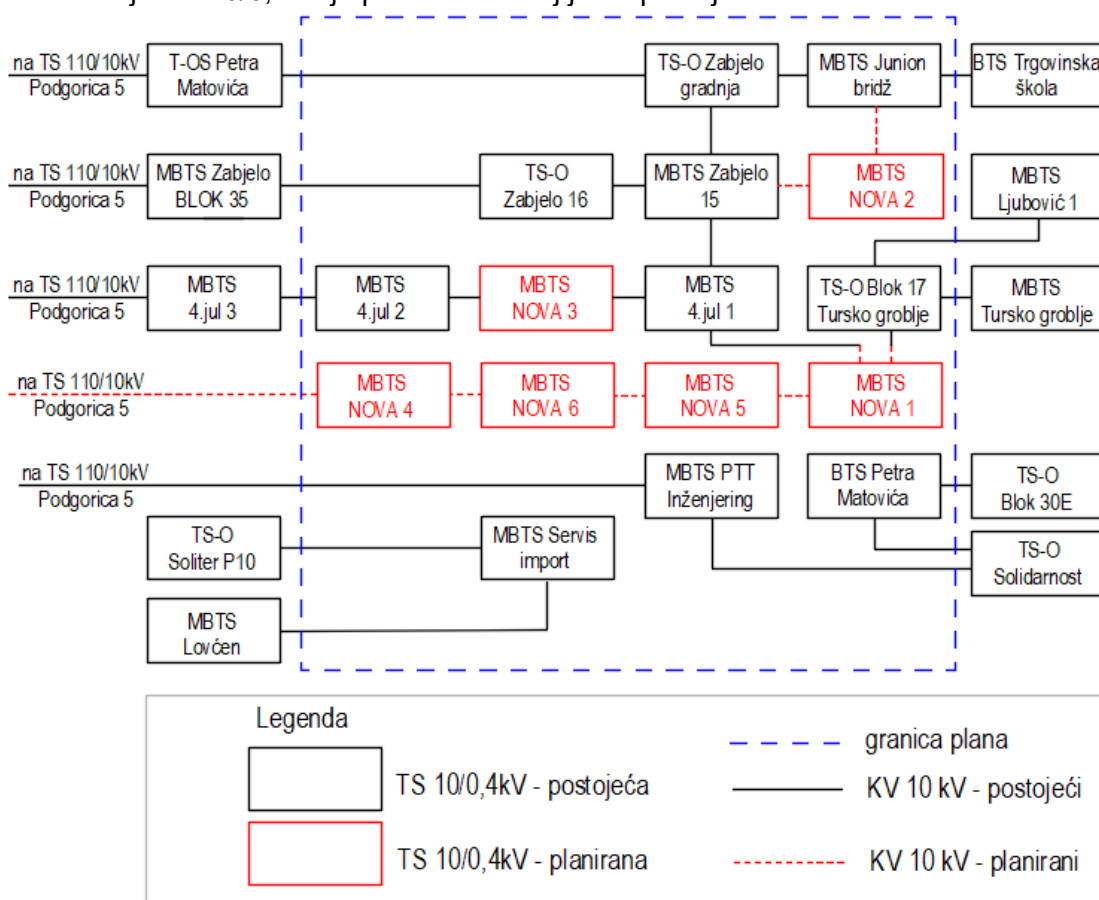 na TS 110/10kV
Podgorica 5
T-OS Petra
Matovića
TS-O Zabjelo
gradnja
MBTS Junion
bridž
BTS Trgovinska
škola
na TS 110/10kV
Podgorica 5
MBTS Zabjelo
BLOK 35
TS-O
Zabjelo 16
MBTS Zabjelo
15
MBTS
NOVA 2
MBTS
Ljubović 1
na TS 110/10kV
Podgorica 5
MBTS
4.jul 3
MBTS
4.jul 2
MBTS
NOVA 3
MBTS
4.jul 1
TS-O Blok 17
Tursko groblje
MBTS
Tursko groblje
na TS 110/10kV
Podgorica 5
MBTS
NOVA 4
MBTS
NOVA 6
MBTS
NOVA 5
MBTS
NOVA 1
na TS 110/10kV
Podgorica 5
MBTS PTT
Inženjering
BTS Petra
Matovića
TS-O
Blok 30E
TS-O
Soliter P10
MBTS Servis
import
TS-O
Solidarnost
MBTS
Lovćen
Legenda
TS 10/0,4kV - postojeća
TS 10/0,4kV - planirana
granica plana
KV 10 kV - postojeći
KV 10 kV - planirani